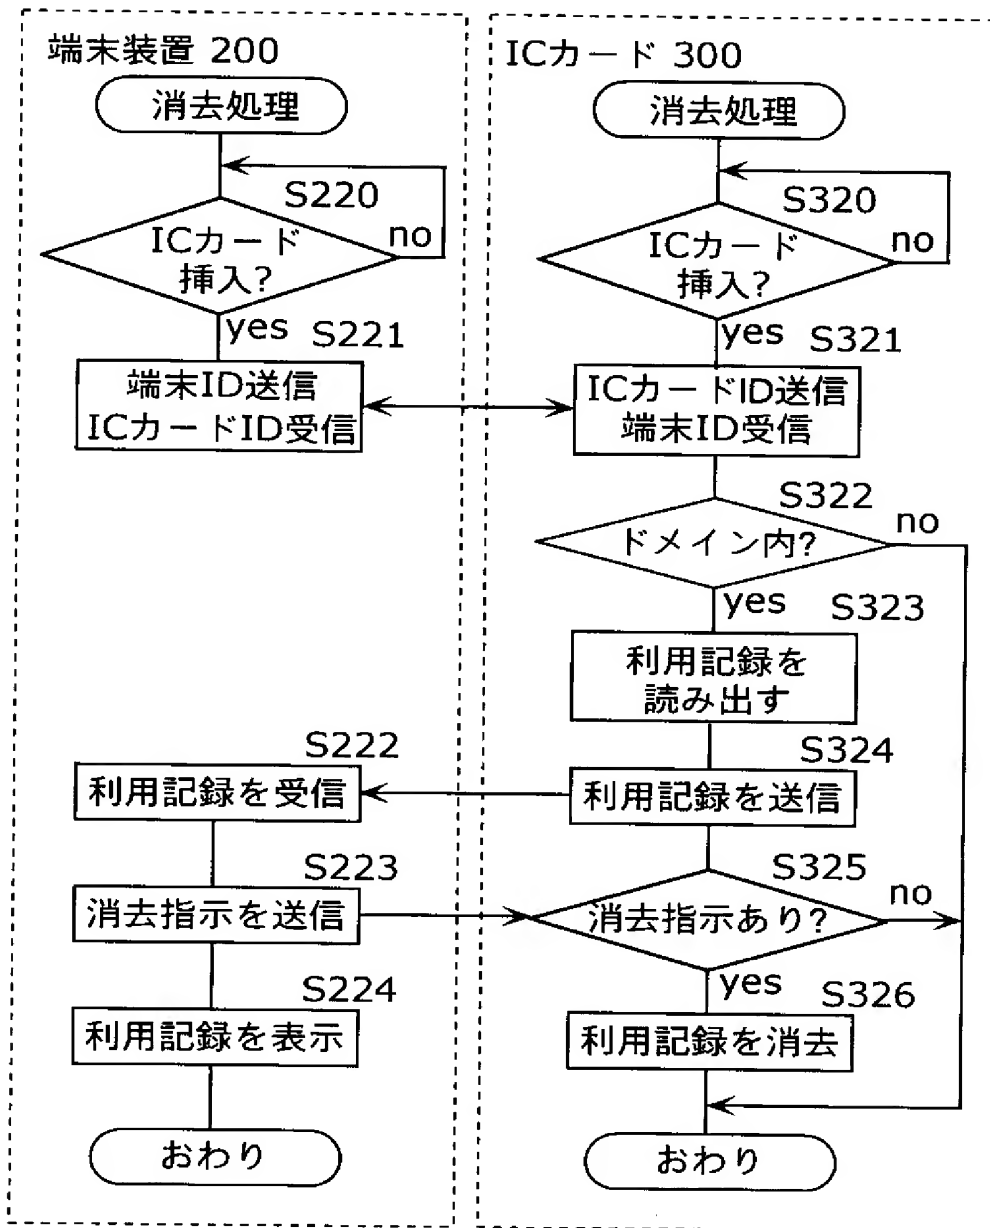 端末装置 200
消去処理
S220
ICカード
挿入?
no
yes
S221
端末ID送信
ICカードID受信
S222
利用記録を受信
S223
消去指示を送信
S224
利用記録を表示
おわり
ICカード 300
消去処理
S320
ICカード
挿入?
no
yes
S321
ICカードID送信
端末ID受信
S322
ドメイン内?
no
yes
S323
利用記録を
読み出す
S324
利用記録を送信
S325
消去指示あり?
no
yes
S326
利用記録を消去
おわり